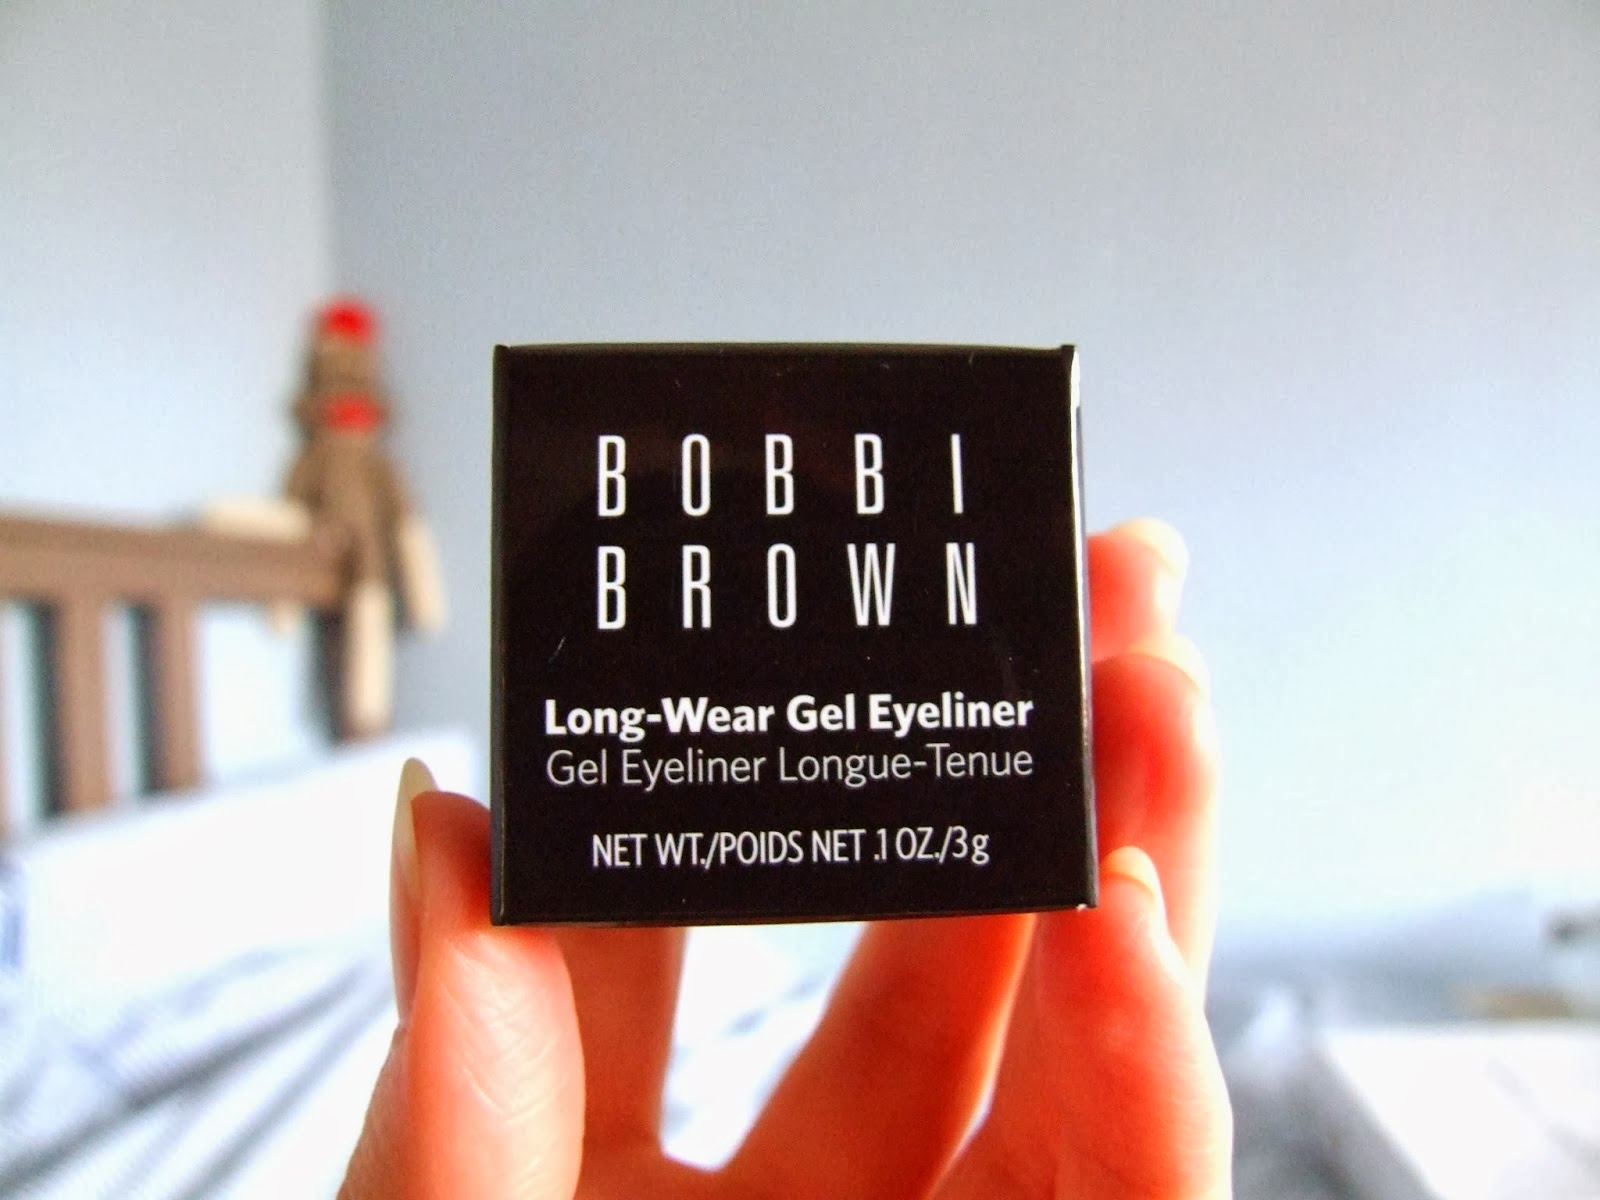 BOBBI
BROWN
Long-Wear Gel Eyeliner
Gel Eyeliner Longue-Tenue
NET WT./POIDS NET .1 OZ./3g